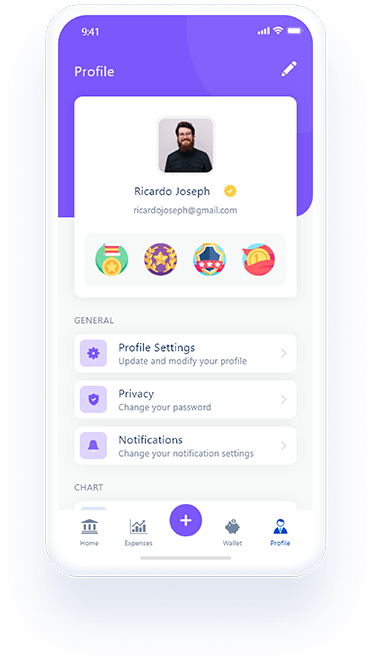 9:41
Profile
Ricardo Joseph
ricardojoseph@gmail.com
GENERAL
Profile Settings
Update and modify your profile
Privacy
Change your password
Notifications
Change your notification settings
CHART
Home
Expenses
Wallet
Profile